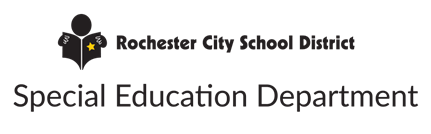 Rochester City School District
Special Education Department